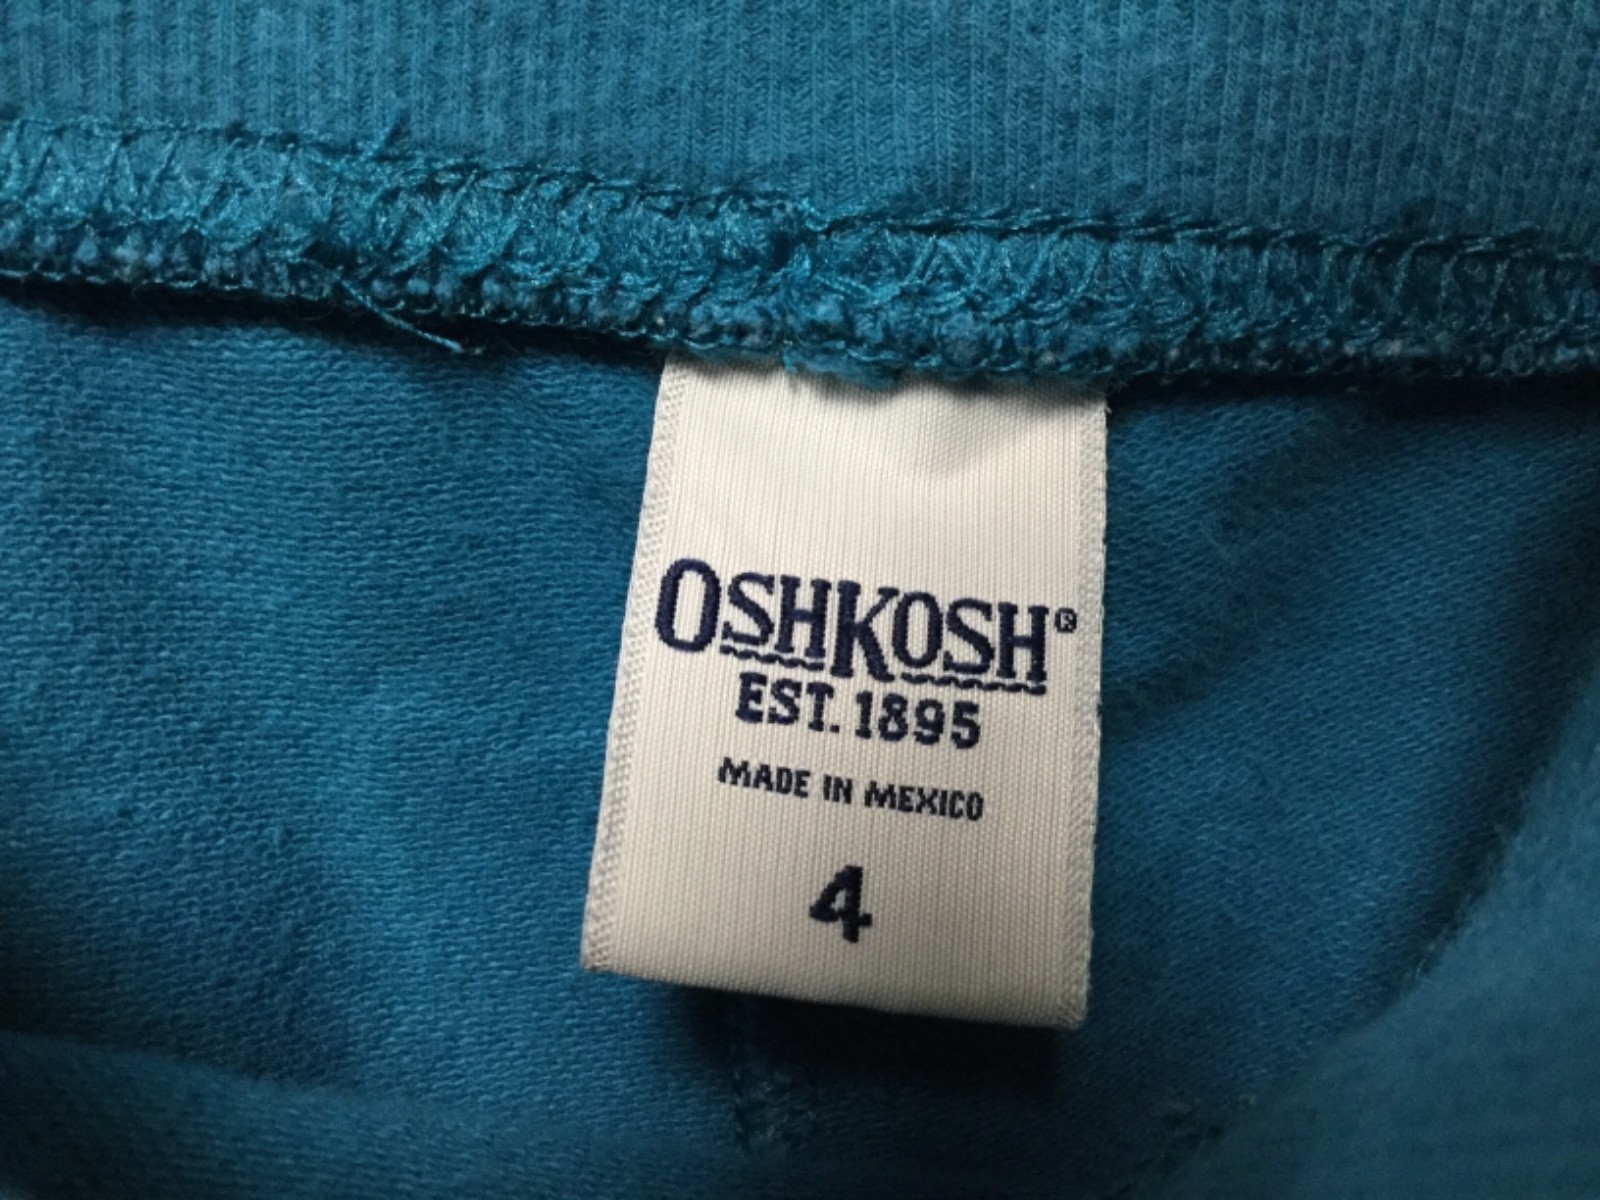 OSHKOSH®
EST. 1895
MADE IN MEXICO
4